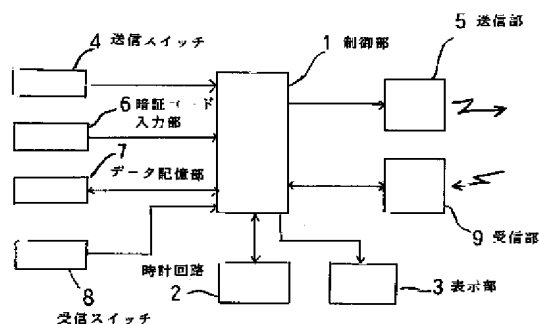 4 送信スイッチ
1 制御部
5 送信部
6 暗証コード
入力部
7
データ記憶部
9 受信部
時計回路
8
2
3 表示部
受信スイッチ